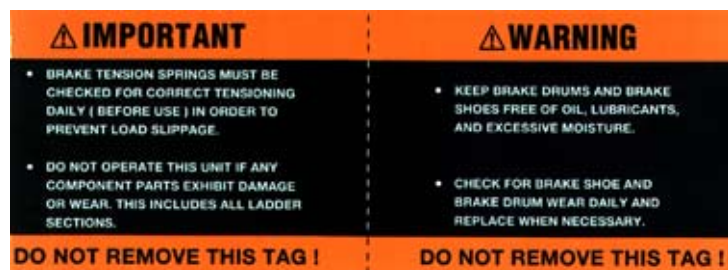 ⚠ IMPORTANT
• BRAKE TENSION SPRINGS MUST BE
CHECKED FOR CORRECT TENSIONING
DAILY ( BEFORE USE ) IN ORDER TO
PREVENT LOAD SLIPPAGE.
• DO NOT OPERATE THIS UNIT IF ANY
COMPONENT PARTS EXHIBIT DAMAGE
OR WEAR. THIS INCLUDES ALL LADDER
SECTIONS.
DO NOT REMOVE THIS TAG !
⚠ WARNING
• KEEP BRAKE DRUMS AND BRAKE
SHOES FREE OF OIL, LUBRICANTS,
AND EXCESSIVE MOISTURE.
• CHECK FOR BRAKE SHOE AND
BRAKE DRUM WEAR DAILY AND
REPLACE WHEN NECESSARY.
DO NOT REMOVE THIS TAG !